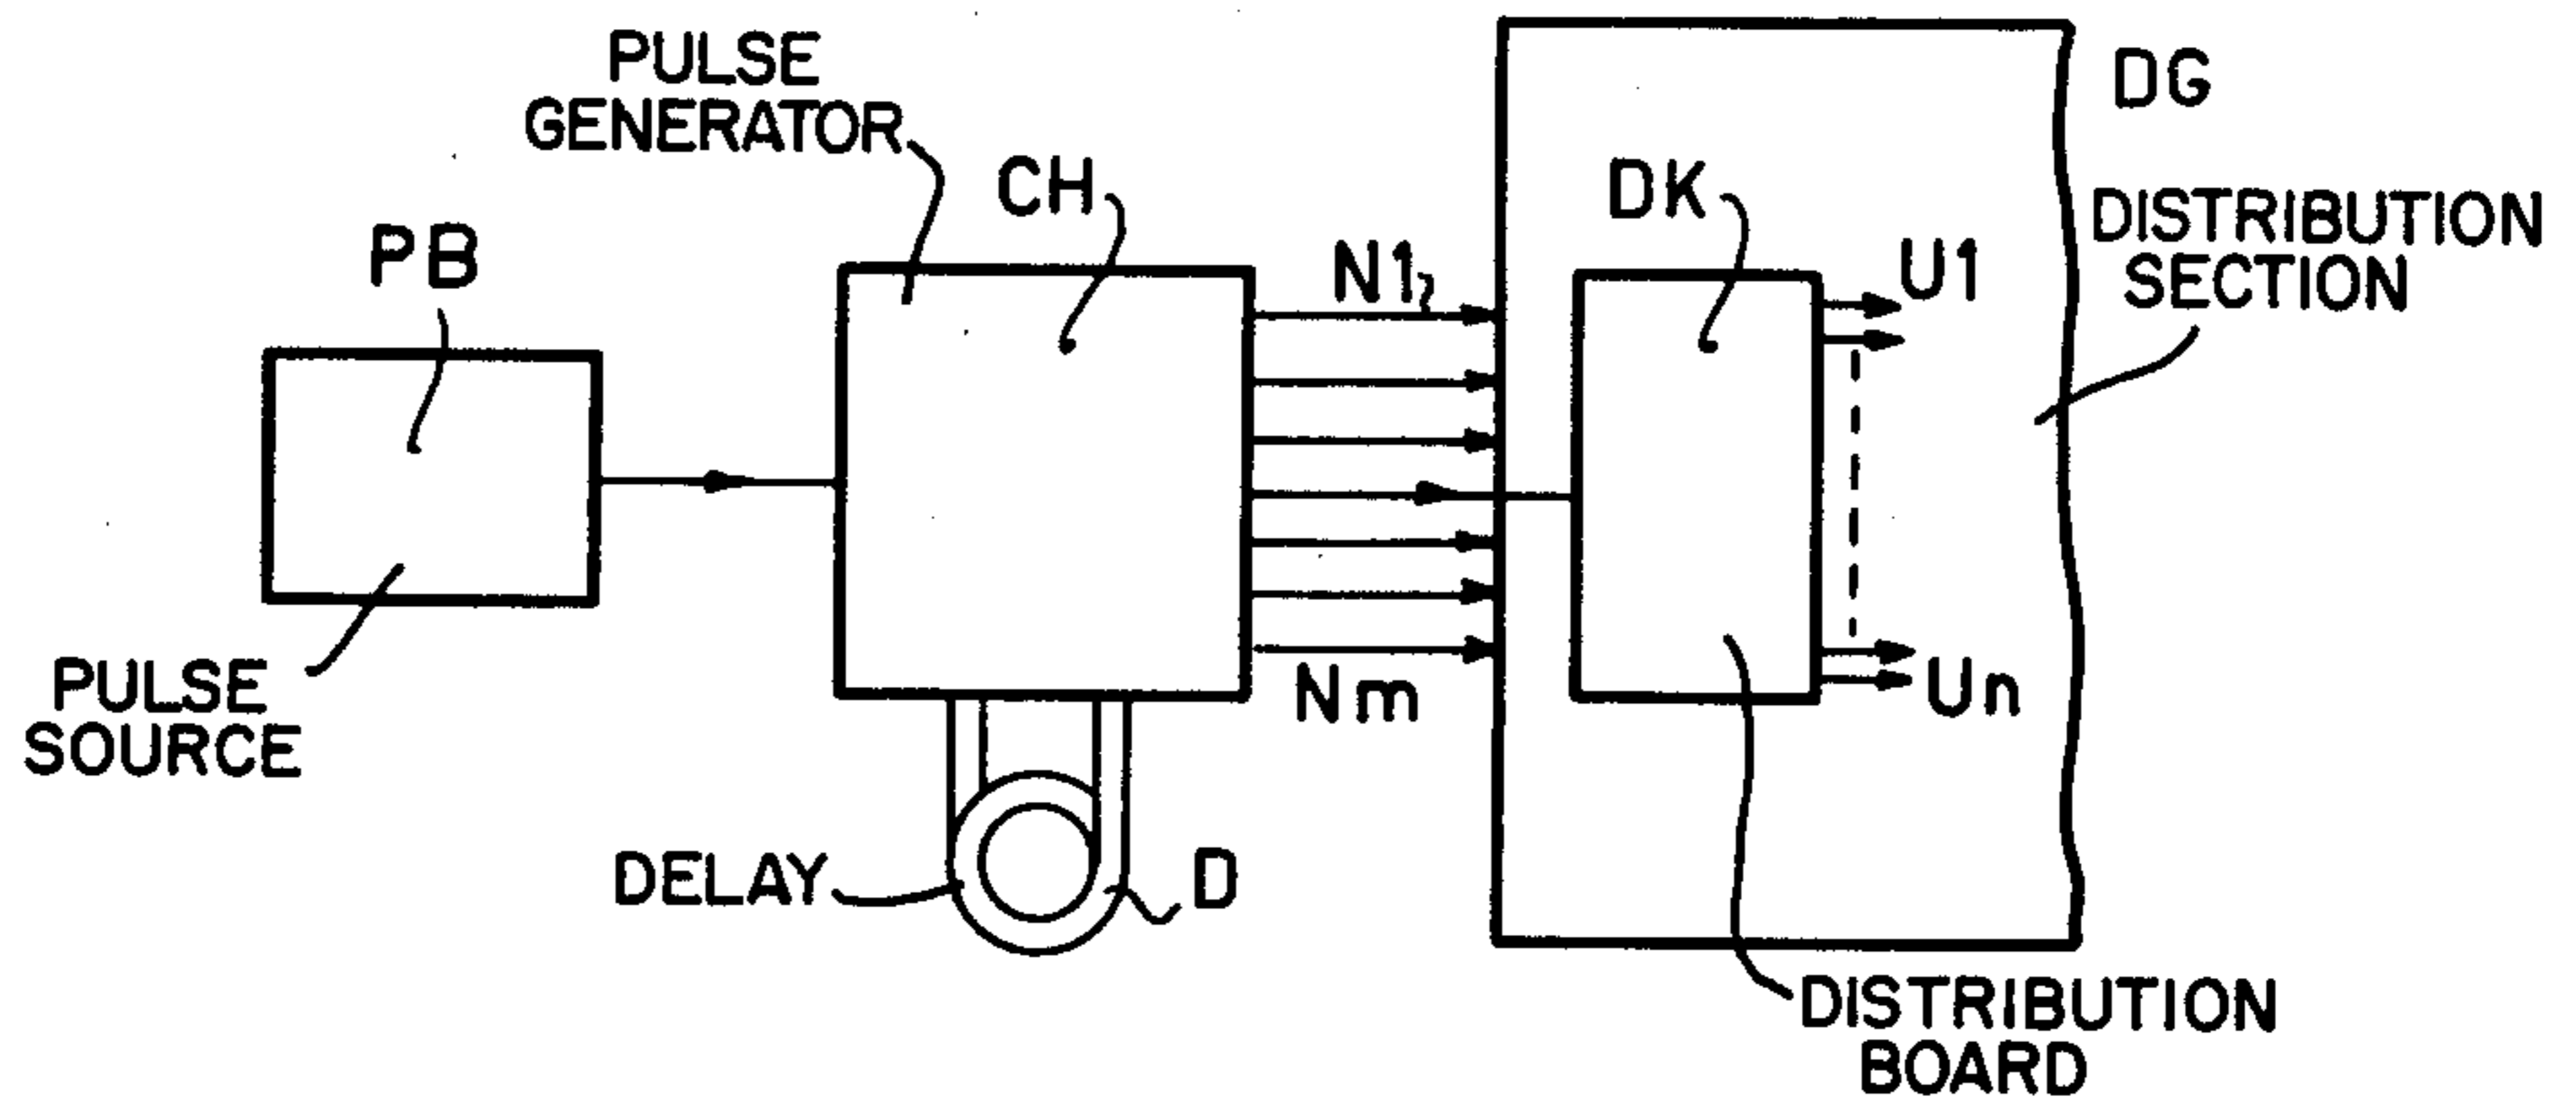 PULSE
GENERATOR
DG
CH
DK
PB
N1
U1
DISTRIBUTION
SECTION
PULSE
SOURCE
Nm
Un
DELAY
D
DISTRIBUTION
BOARD